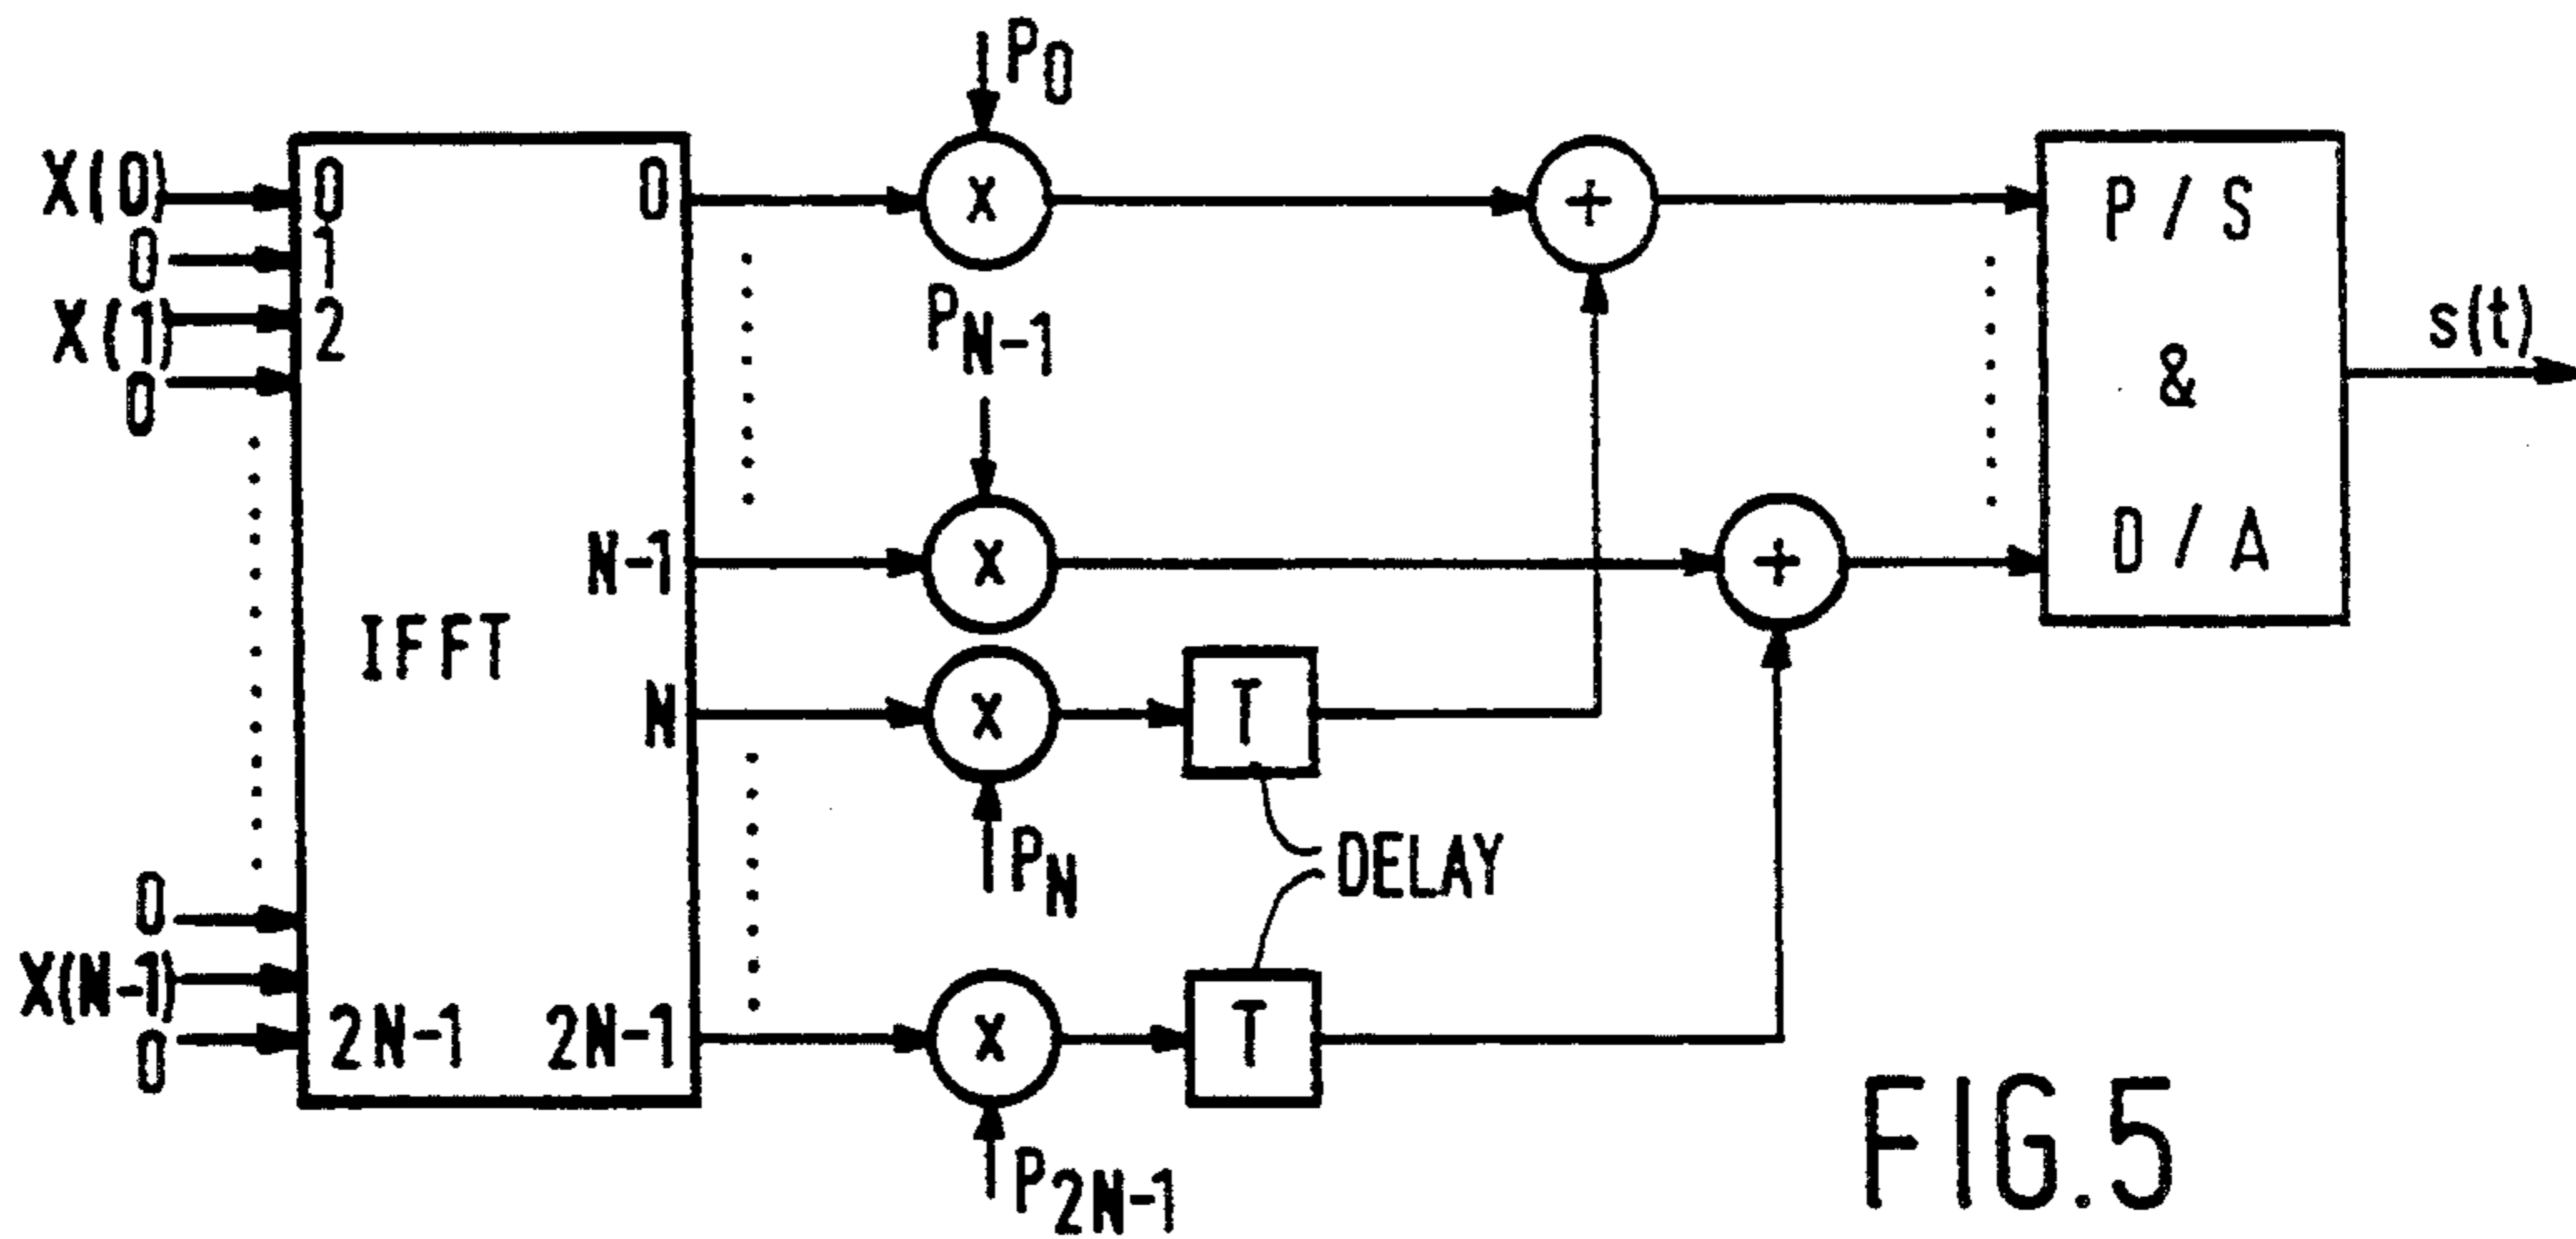 P0
X(0)
0
0
0
1
X(1)
2
0
PN-1
x
+
P / S
&
D / A
s(t)
N-1
x
+
IFFT
N
x
T
PN
DELAY
0
X(N-1)
0
2N-1
2N-1
x
T
P2N-1
FIG.5